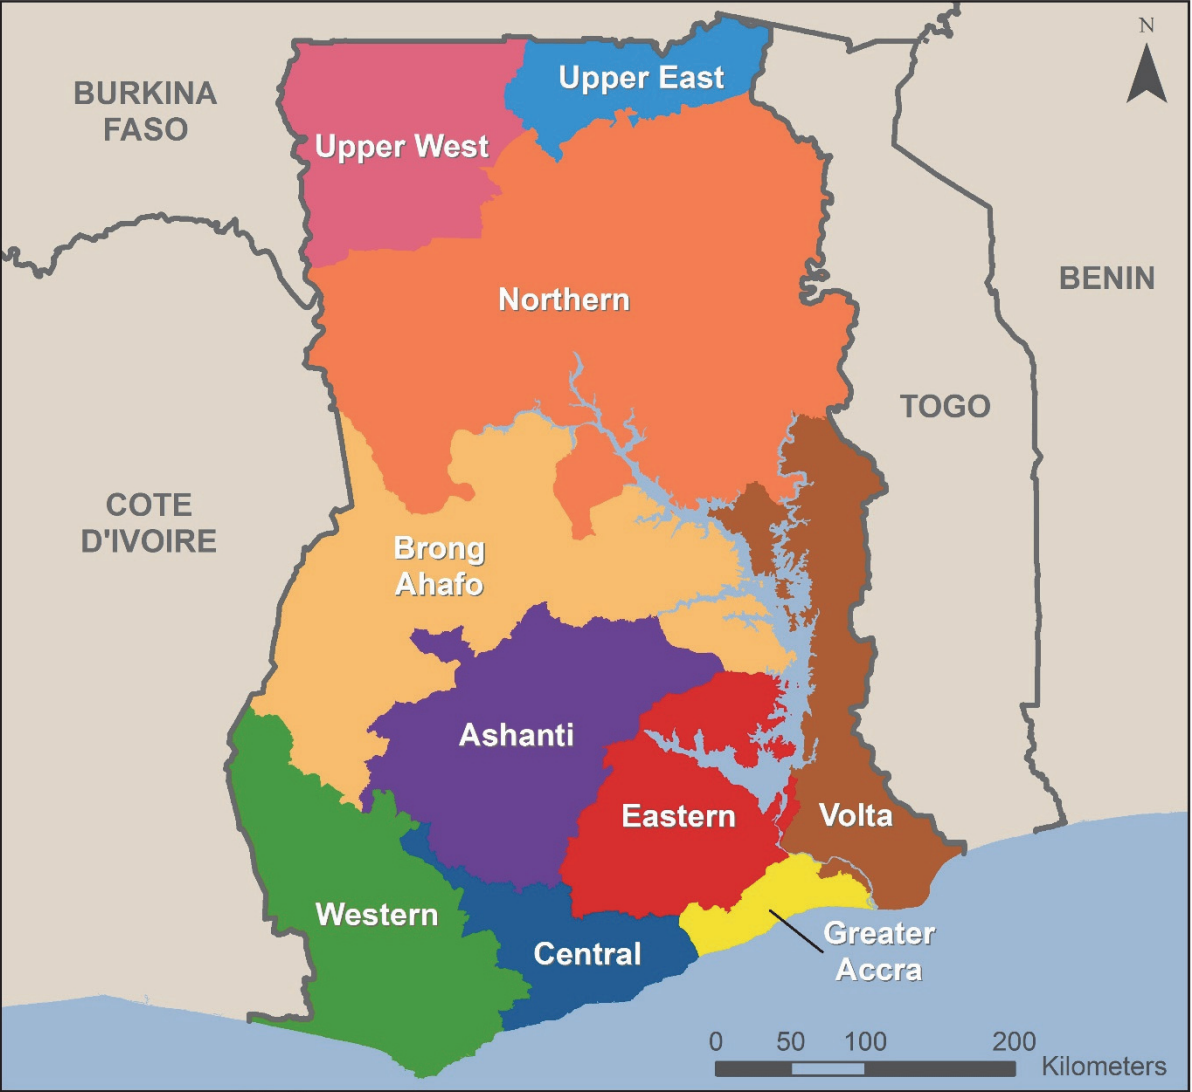 N
Upper East
BURKINA
FASO
Upper West
BENIN
Northern
TOGO
COTE
D'IVOIRE
Brong
Ahafo
Ashanti
Eastern
Volta
Western
Greater
Accra
Central
0 50 100 200
Kilometers